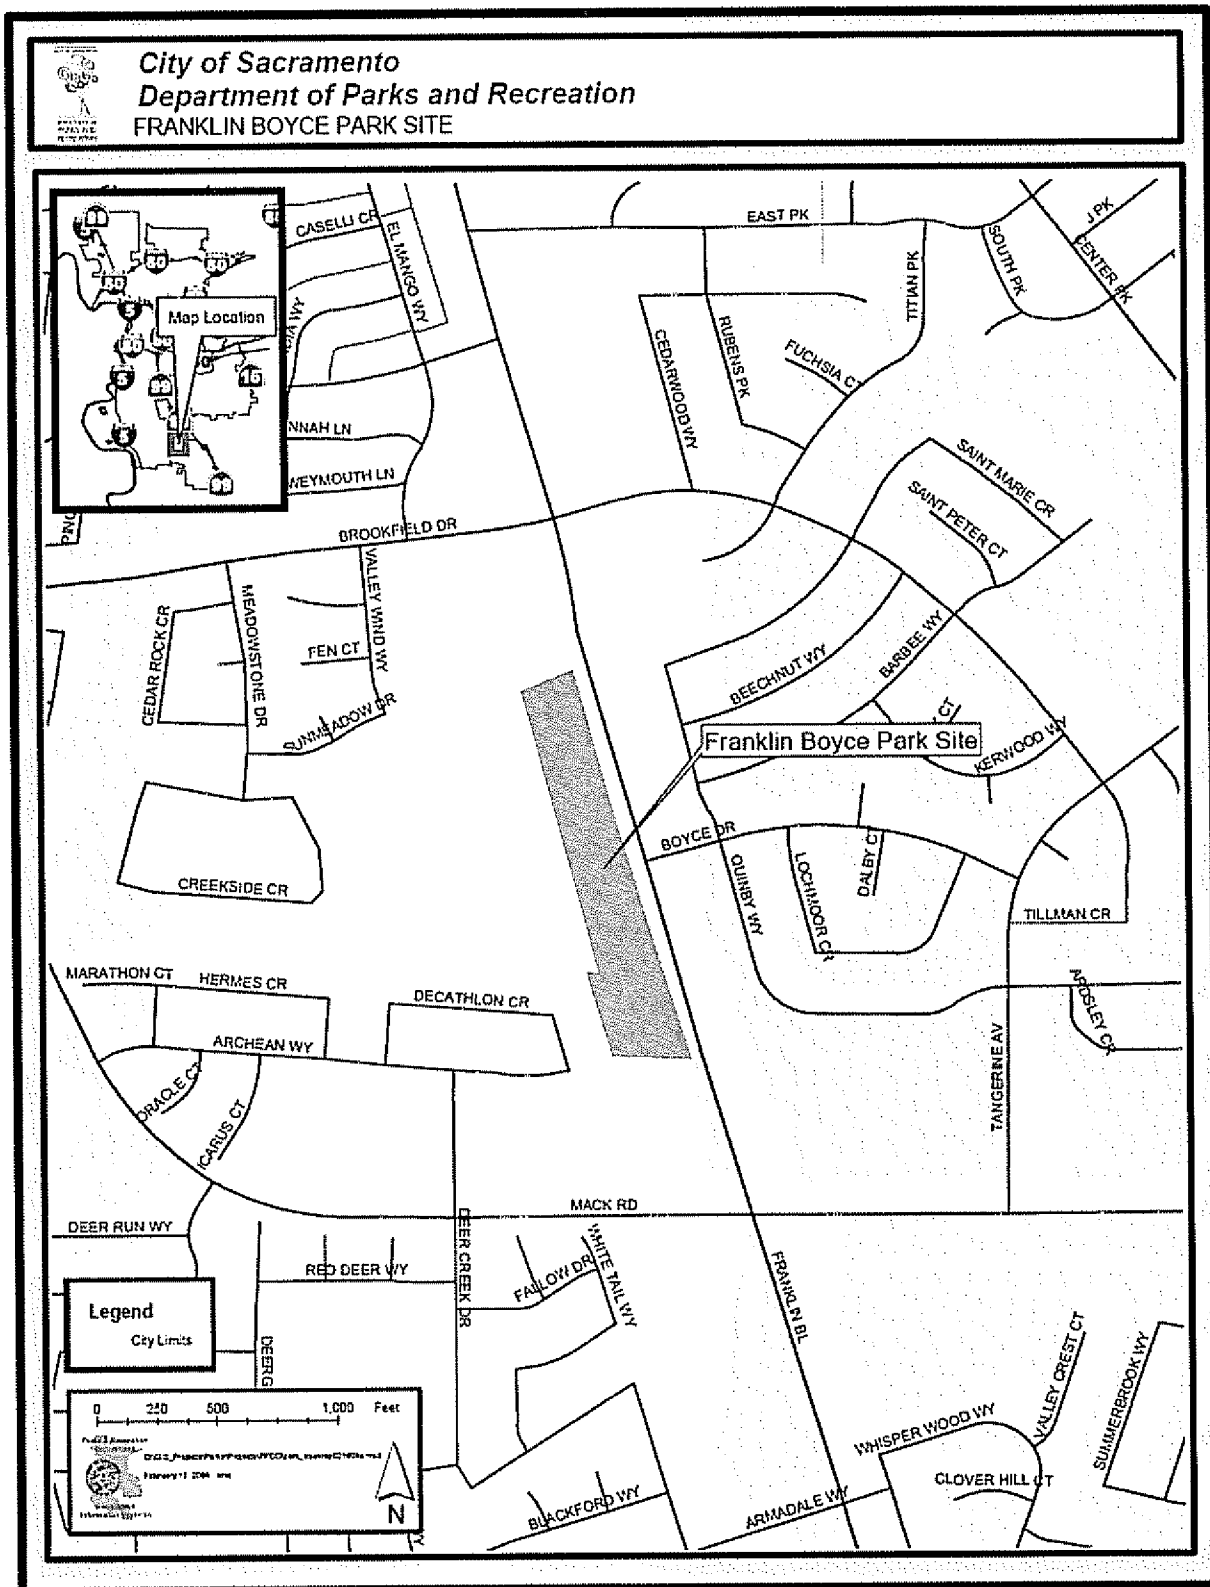 City of Sacramento
Department of Parks and Recreation
FRANKLIN BOYCE PARK SITE
Map Location
CASELLI CR
EL MANGO WY
EAST PK
J PK
CENTER PK
SOUTH PK
TITIAN PK
CEDARWOOD WY
RUBENS PK
FUCHSIA CT
NNAH LN
WEYMOUTH LN
BROOKFIELD DR
SAINT MARIE CR
SAINT PETER CT
CEDAR ROCK CR
MEADOWSTONE DR
VALLEY WIND WY
FEN CT
SUNMEADOW DR
BEECHNUT WY
BARBEE WY
CT
KERWOOD WY
Franklin Boyce Park Site
CREEKSIDE CR
BOYCE DR
QUINBY WY
LOCHMOOR CR
DALBY CT
TILLMAN CR
MARATHON CT
HERMES CR
DECATHLON CR
ARCHEAN WY
ORACLE CT
ICARUS CT
ARDSLEY CR
TANGERINE AV
MACK RD
DEER RUN WY
RED DEER WY
DEER CREEK DR
FALLOW DR
WHITE TAIL WY
FRANKLIN BL
Legend
City Limits
DEERG
VALLEY CREST CT
SUMMERBROOK WY
WHISPER WOOD WY
CLOVER HILL CT
BLACKFORD WY
ARMADALE WY
0 250 500 1,000 Feet
N